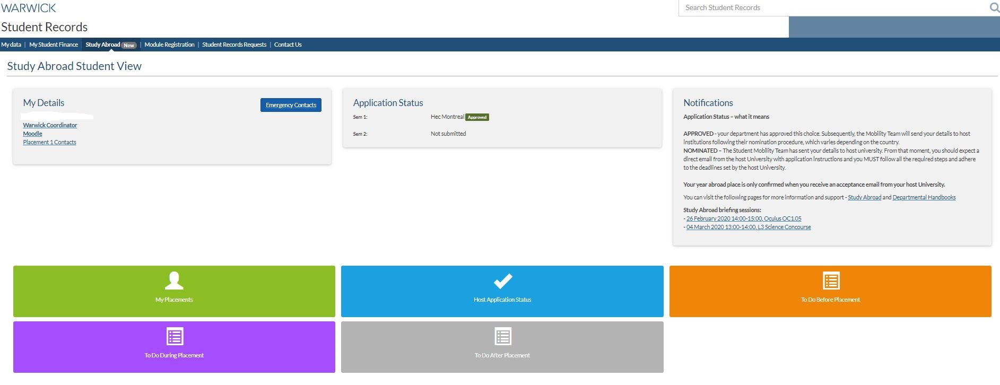 WARWICK
Search Student Records
Student Records
My data | My Student Finance | Study Abroad New | Module Registration | Student Records Requests | Contact Us
Study Abroad Student View
My Details
Emergency Contacts
Warwick Coordinator
Moodle
Placement 1 Contacts
Application Status
Sem 1: Hec Montreal Approved
Sem 2: Not submitted
Notifications
Application Status – what it means
APPROVED - your department has approved this choice. Subsequently, the Mobility Team will send your details to host
institutions following their nomination procedure, which varies depending on the country.
NOMINATED – The Student Mobility Team has sent your details to host university. From that moment, you should expect a
direct email from the host University with application instructions and you MUST follow all the required steps and adhere
to the deadlines set by the host University.
Your year abroad place is only confirmed when you receive an acceptance email from your host University.
You can visit the following pages for more information and support - Study Abroad and Departmental Handbooks
Study Abroad briefing sessions:
- 26 February 2020 14:00-15:00, Oculus OC1.05
- 04 March 2020 13:00-14:00, L3 Science Concourse
My Placements
Host Application Status
To Do Before Placement
To Do During Placement
To Do After Placement